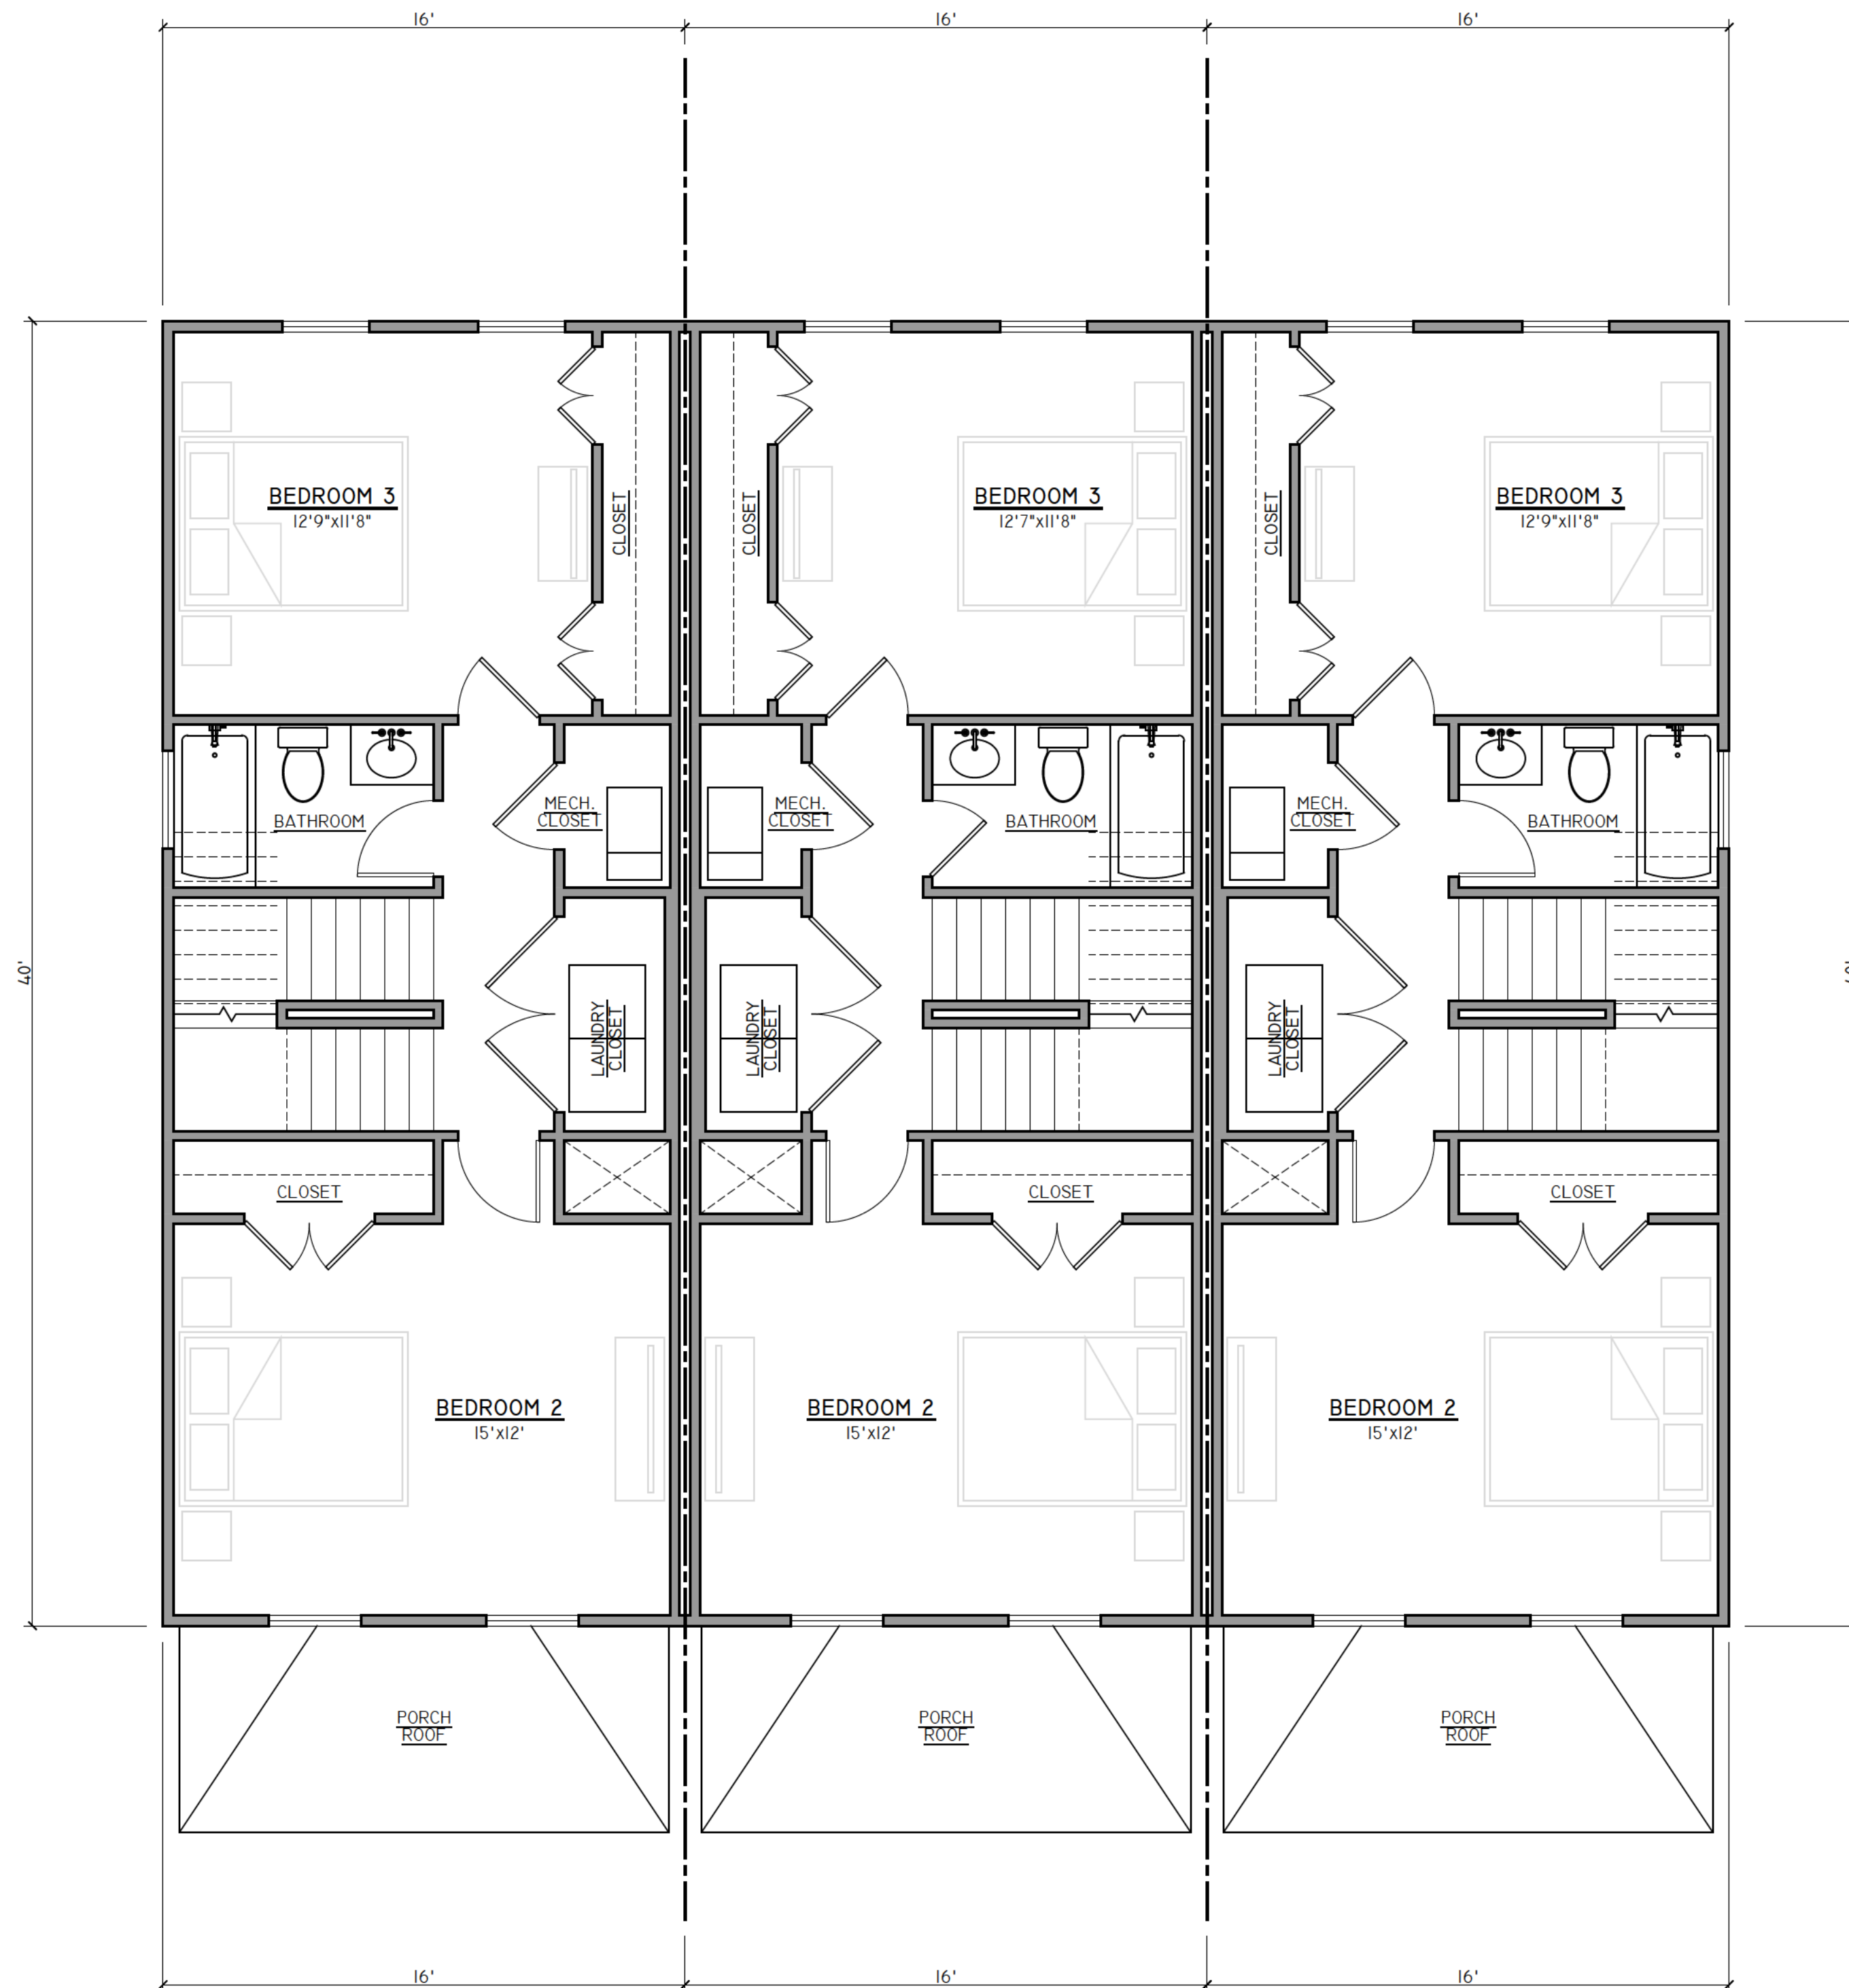 16'
16'
16'
BEDROOM 3
12'9"x11'8"
CLOSET
CLOSET
BEDROOM 3
12'7"x11'8"
CLOSET
BEDROOM 3
12'9"x11'8"
BATHROOM
MECH.
CLOSET
MECH.
CLOSET
BATHROOM
MECH.
CLOSET
BATHROOM
40'
LAUNDRY
CLOSET
LAUNDRY
CLOSET
LAUNDRY
CLOSET
CLOSET
CLOSET
CLOSET
BEDROOM 2
15'x12'
BEDROOM 2
15'x12'
BEDROOM 2
15'x12'
PORCH
ROOF
PORCH
ROOF
PORCH
ROOF
16'
16'
16'